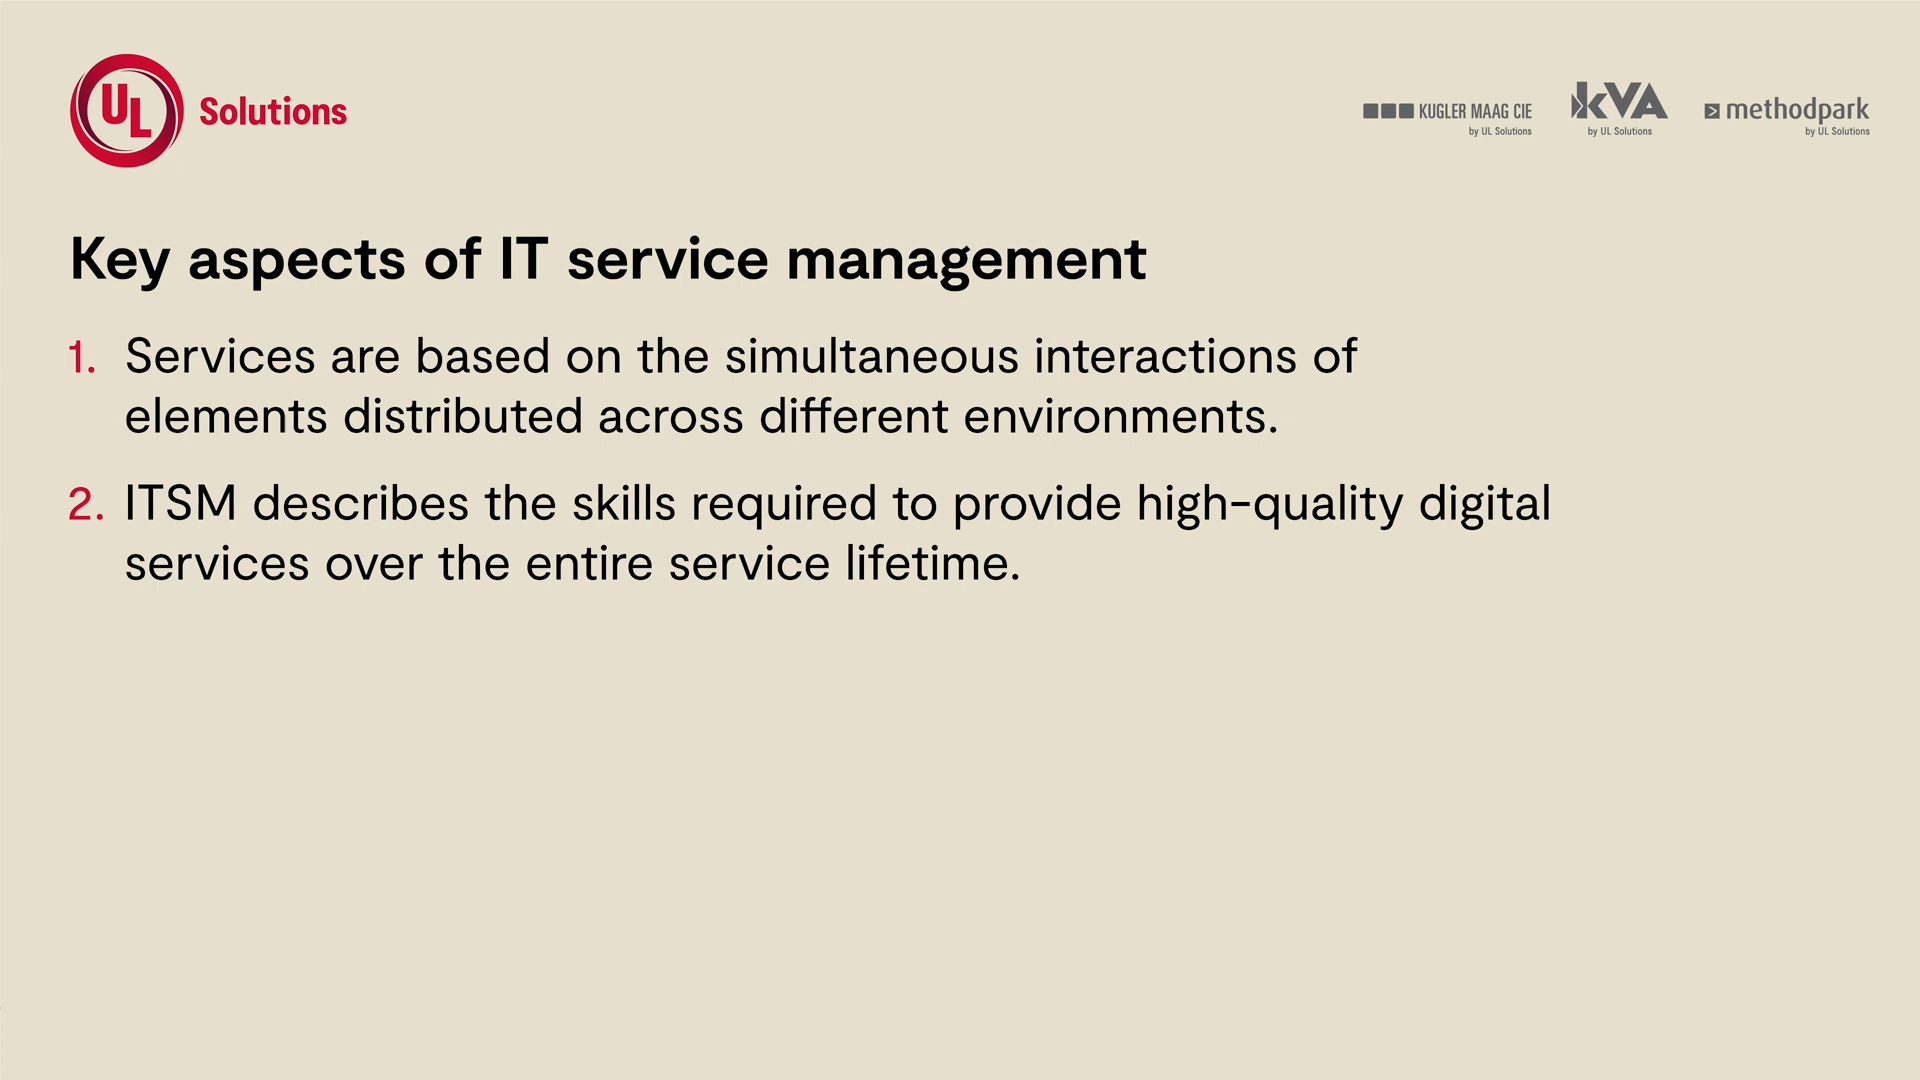 UL Solutions
KUGLER MAAG CIE
by UL Solutions
kVA
by UL Solutions
methodpark
by UL Solutions
Key aspects of IT service management
1. Services are based on the simultaneous interactions of
elements distributed across different environments.
2. ITSM describes the skills required to provide high-quality digital
services over the entire service lifetime.